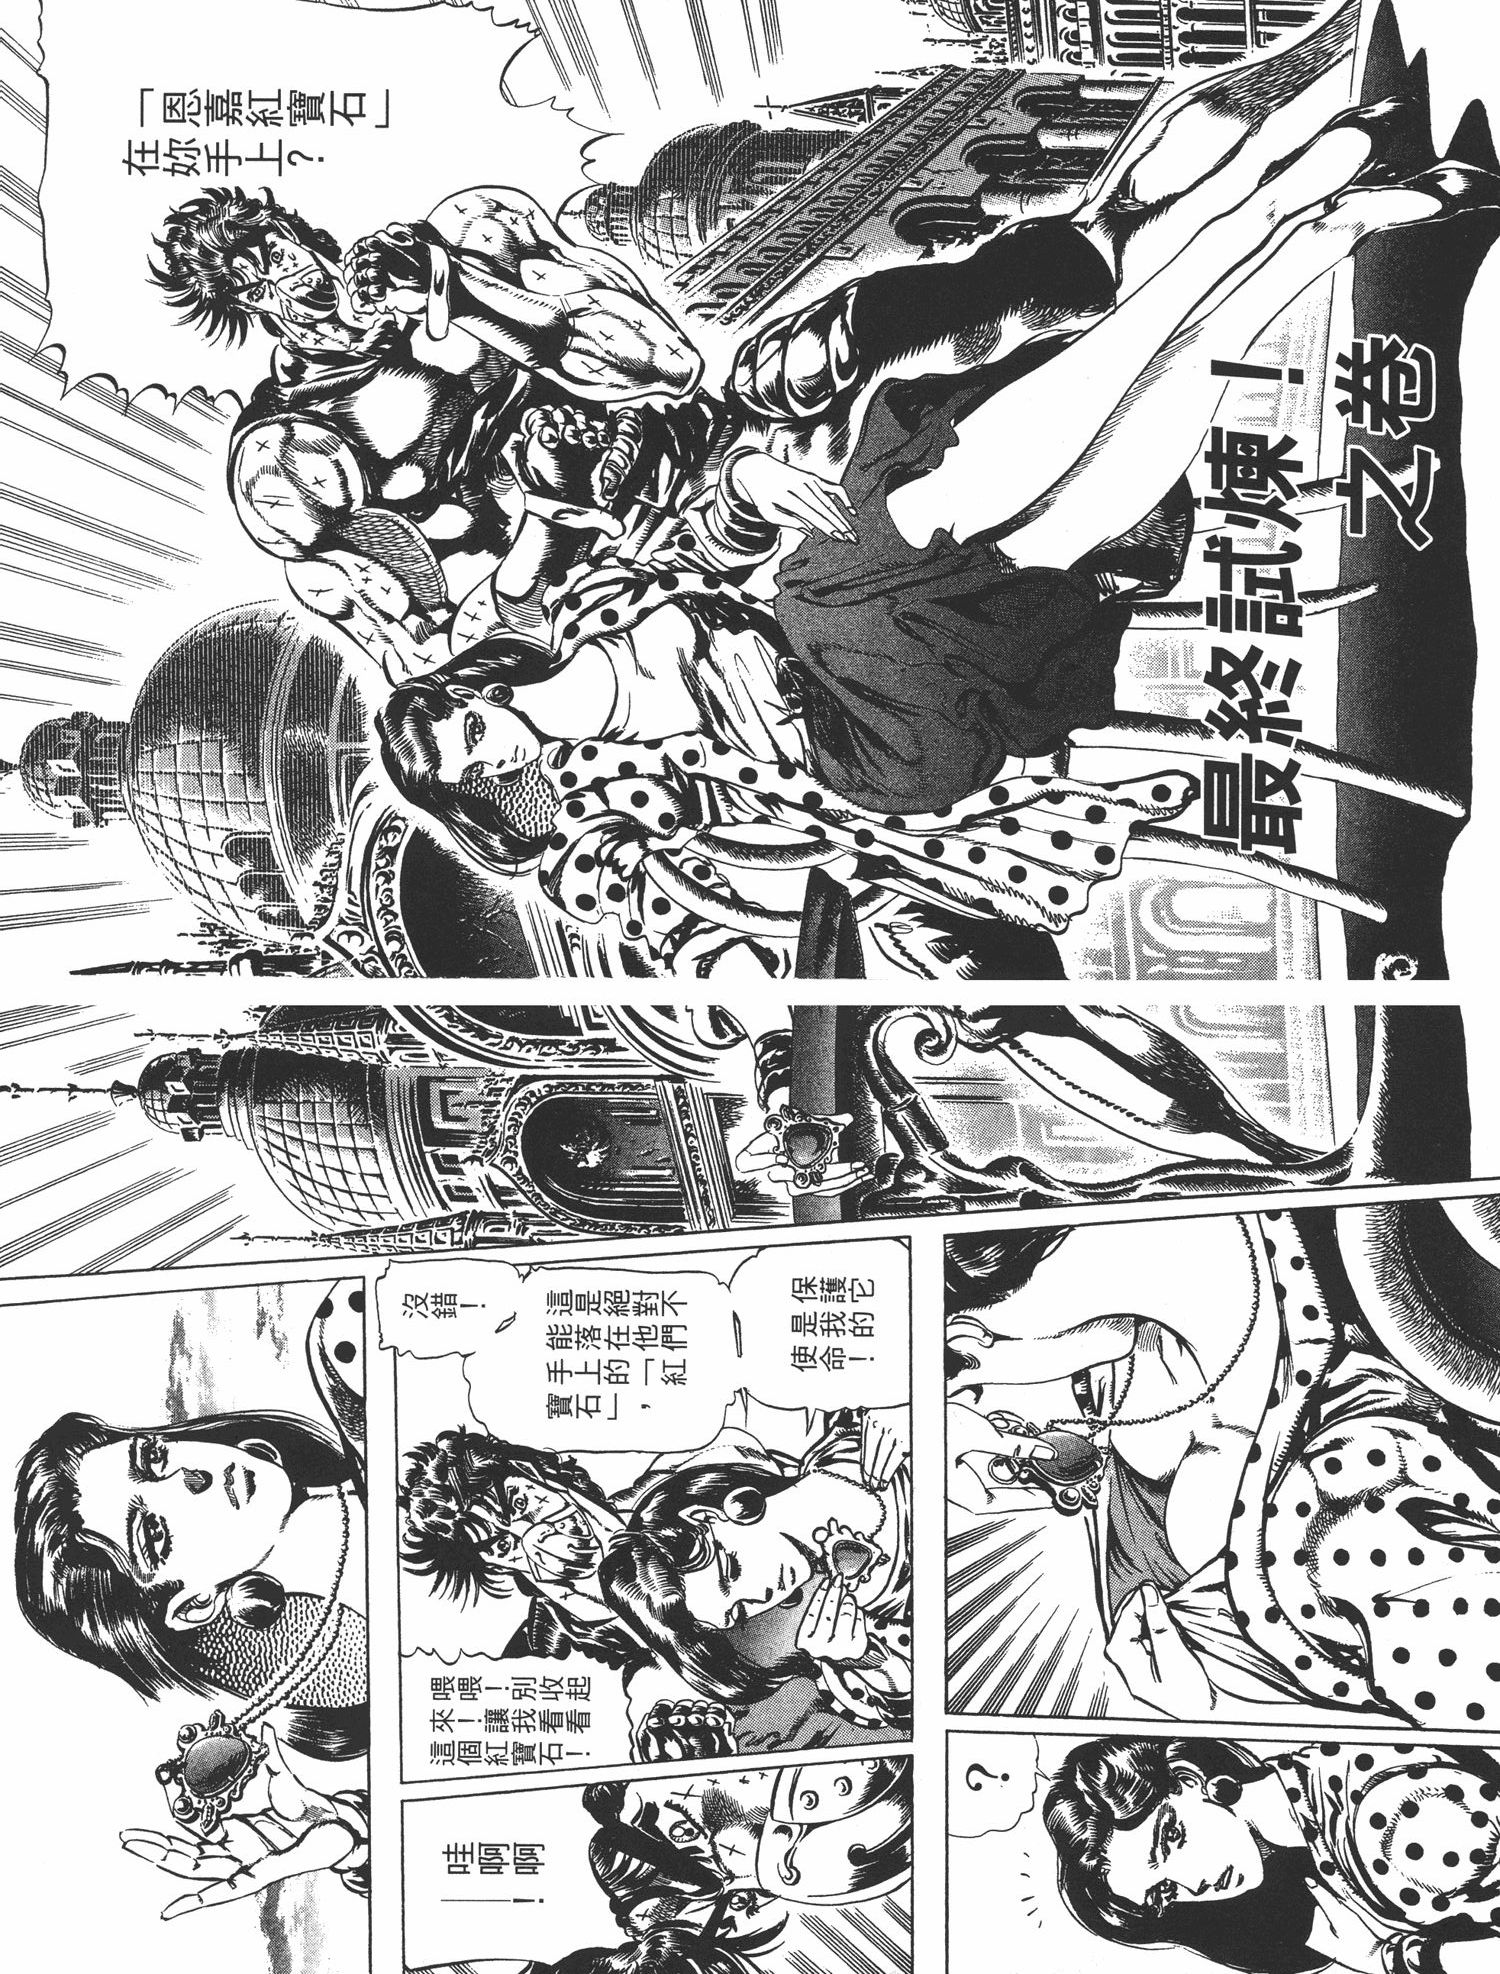 「恩嘉紅寶石」
在妳手上?
最終試煉!
之卷
沒錯!
這是絕對不
能落在他們
手上的「紅
寶石」，
保護它
是我的
使命!
喂喂!別收起
來!讓我看看
這個紅寶石!
哇啊啊
——!
?